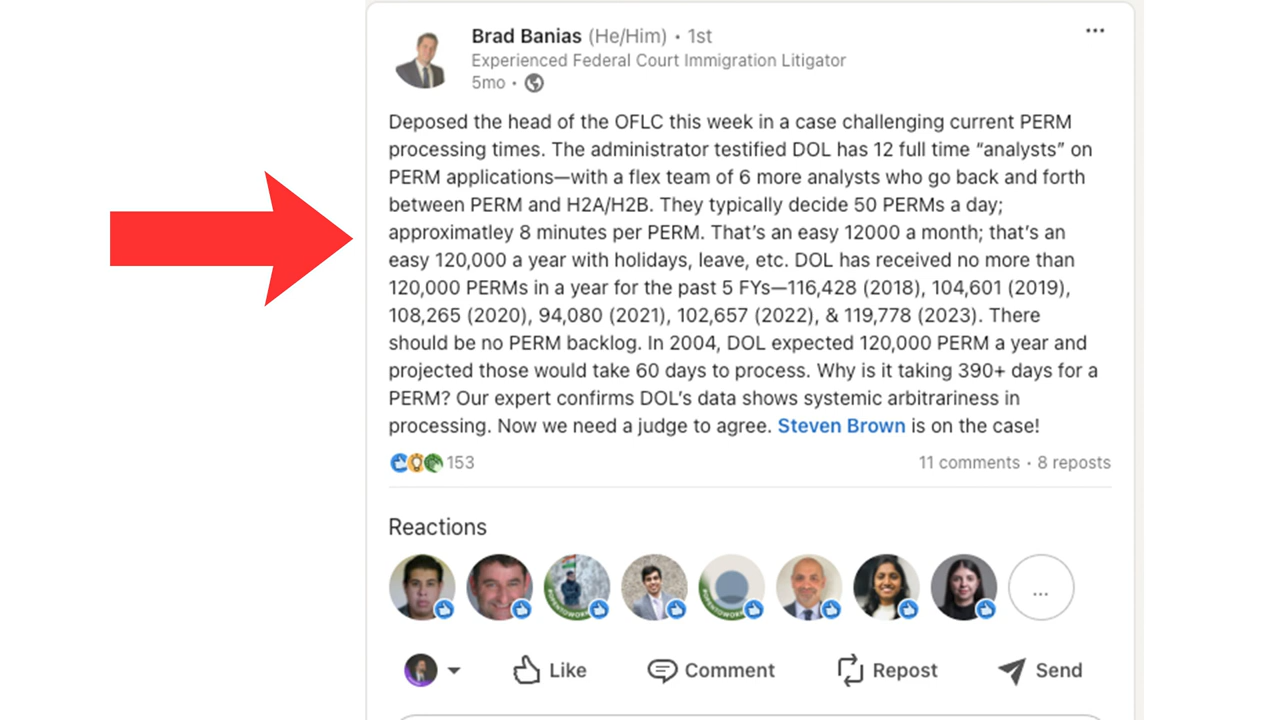 Brad Banias (He/Him) • 1st
Experienced Federal Court Immigration Litigator
5mo •
Deposed the head of the OFLC this week in a case challenging current PERM
processing times. The administrator testified DOL has 12 full time “analysts” on
PERM applications—with a flex team of 6 more analysts who go back and forth
between PERM and H2A/H2B. They typically decide 50 PERMs a day;
approximatley 8 minutes per PERM. That’s an easy 12000 a month; that’s an
easy 120,000 a year with holidays, leave, etc. DOL has received no more than
120,000 PERMs in a year for the past 5 FYs—116,428 (2018), 104,601 (2019),
108,265 (2020), 94,080 (2021), 102,657 (2022), & 119,778 (2023). There
should be no PERM backlog. In 2004, DOL expected 120,000 PERM a year and
projected those would take 60 days to process. Why is it taking 390+ days for a
PERM? Our expert confirms DOL’s data shows systemic arbitrariness in
processing. Now we need a judge to agree. Steven Brown is on the case!
153
11 comments • 8 reposts
Reactions
...
Like
Comment
Repost
Send